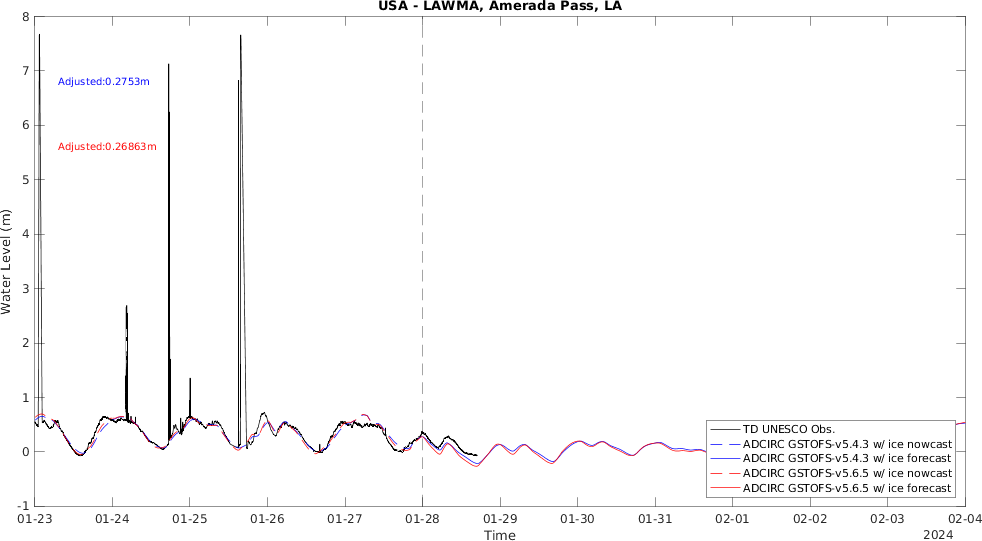 USA - LAWMA, Amerada Pass, LA
8
7
6
5
4
3
2
1
0
-1
Water Level (m)
Adjusted:0.2753m
Adjusted:0.26863m
TD UNESCO Obs.
ADCIRC GSTOFS-v5.4.3 w/ ice nowcast
ADCIRC GSTOFS-v5.4.3 w/ ice forecast
ADCIRC GSTOFS-v5.6.5 w/ ice nowcast
ADCIRC GSTOFS-v5.6.5 w/ ice forecast
01-23 01-24 01-25 01-26 01-27 01-28 01-29 01-30 01-31 02-01 02-02 02-03 02-04
Time
2024